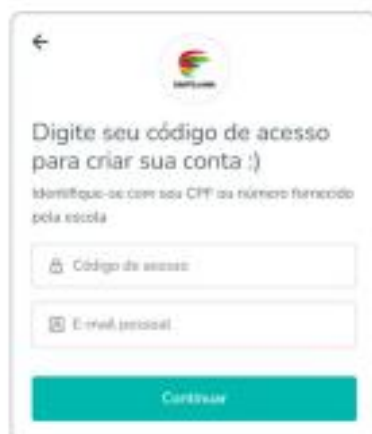 Digite seu código de acesso
para criar sua conta :)
Identifique-se com seu CPF ou número fornecido
pela escola
Código de acesso
E-mail pessoal
Continuar